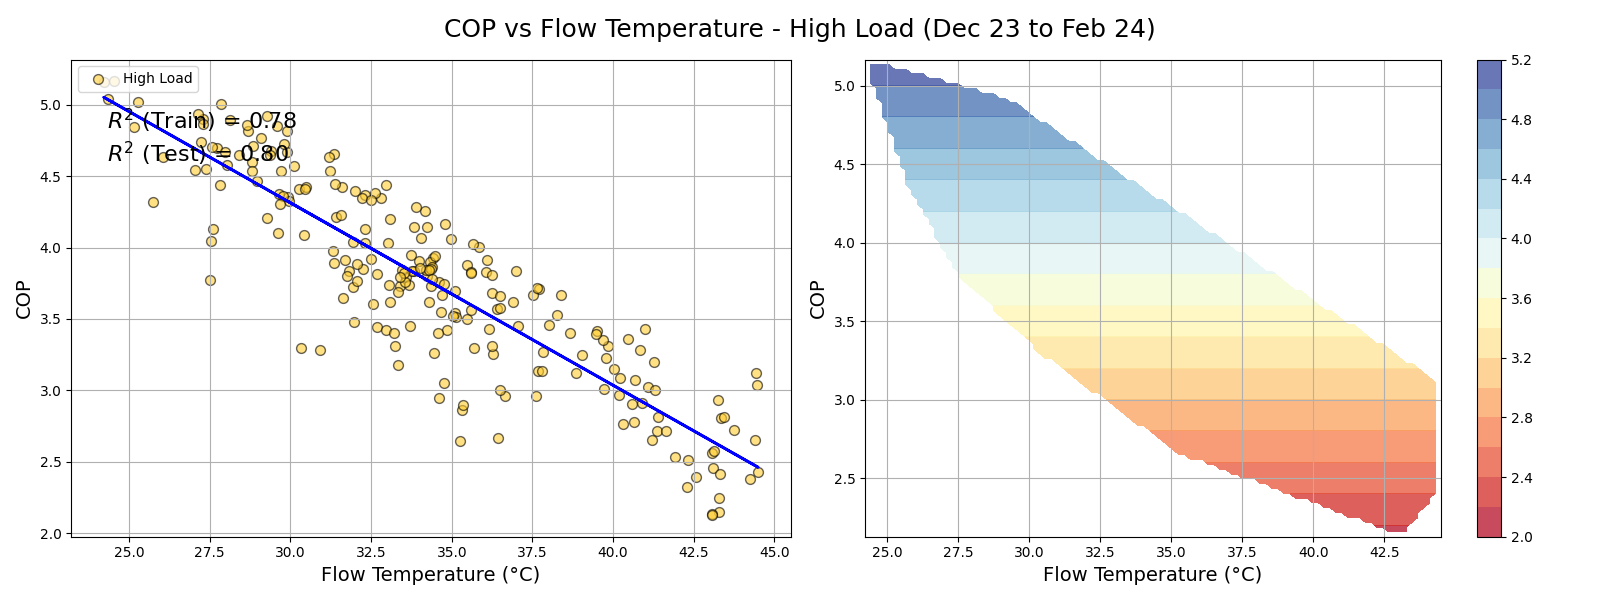 COP vs Flow Temperature - High Load (Dec 23 to Feb 24)
High Load
R² (Train) = 0.78
R² (Test) = 0.80
COP
5.0
4.5
4.0
3.5
3.0
2.5
2.0
25.0 27.5 30.0 32.5 35.0 37.5 40.0 42.5 45.0
Flow Temperature (°C)
COP
5.0
4.5
4.0
3.5
3.0
2.5
25.0 27.5 30.0 32.5 35.0 37.5 40.0 42.5
Flow Temperature (°C)
5.2
4.8
4.4
4.0
3.6
3.2
2.8
2.4
2.0